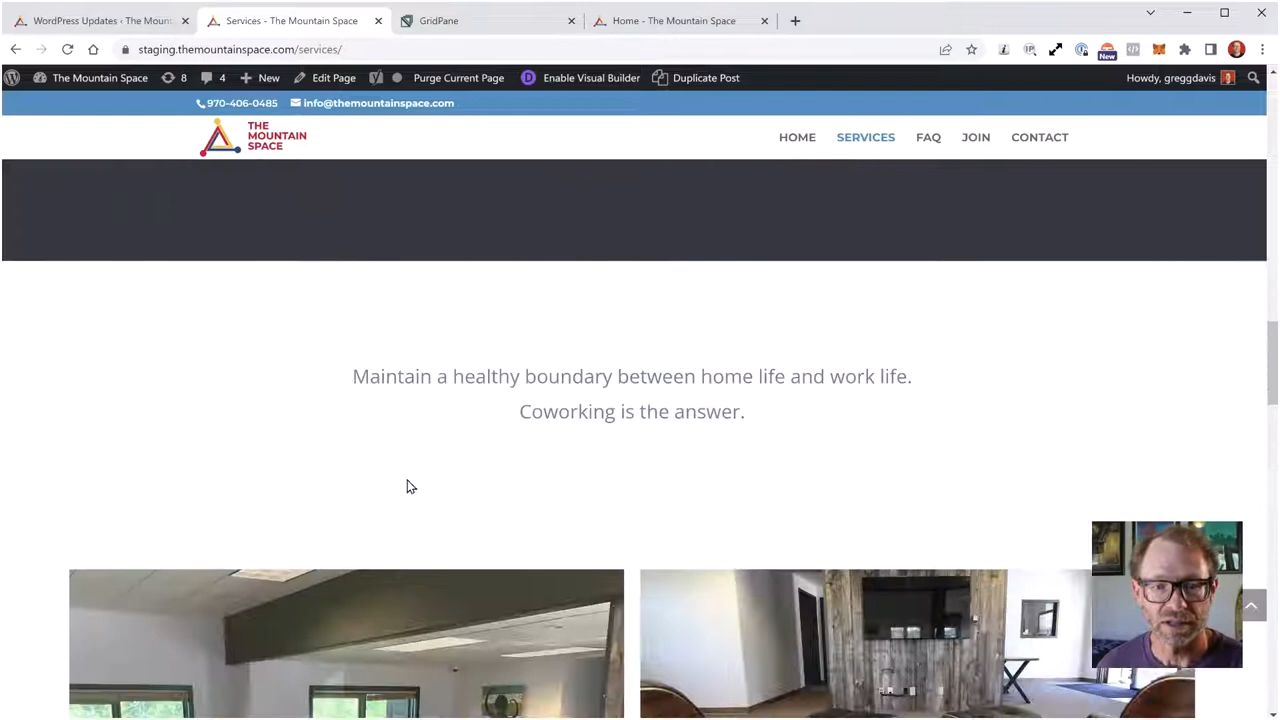 WordPress Updates ‹ The Mount
Services - The Mountain Space
GridPane
Home - The Mountain Space
staging.themountainspace.com/services/
New
The Mountain Space
8
4
New
Edit Page
Purge Current Page
Enable Visual Builder
Duplicate Post
Howdy, greggdavis
970-406-0485
info@themountainspace.com
THE
MOUNTAIN
SPACE
HOME
SERVICES
FAQ
JOIN
CONTACT
Maintain a healthy boundary between home life and work life.
Coworking is the answer.